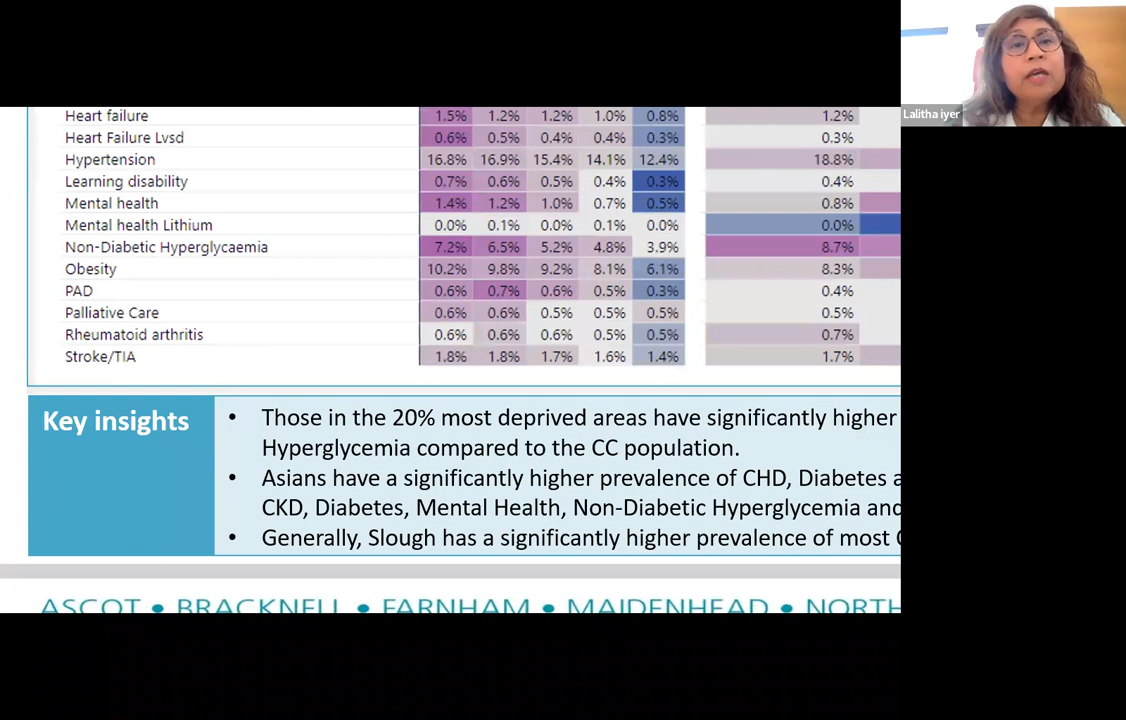 Lalitha iyer
Heart failure 1.5% 1.2% 1.2% 1.0% 0.8% 1.2%
Heart Failure Lvsd 0.6% 0.5% 0.4% 0.4% 0.3% 0.3%
Hypertension 16.8% 16.9% 15.4% 14.1% 12.4% 18.8%
Learning disability 0.7% 0.6% 0.5% 0.4% 0.3% 0.4%
Mental health 1.4% 1.2% 1.0% 0.7% 0.5% 0.8%
Mental health Lithium 0.0% 0.1% 0.0% 0.1% 0.0% 0.0%
Non-Diabetic Hyperglycaemia 7.2% 6.5% 5.2% 4.8% 3.9% 8.7%
Obesity 10.2% 9.8% 9.2% 8.1% 6.1% 8.3%
PAD 0.6% 0.7% 0.6% 0.5% 0.3% 0.4%
Palliative Care 0.6% 0.6% 0.5% 0.5% 0.5% 0.5%
Rheumatoid arthritis 0.6% 0.6% 0.6% 0.5% 0.5% 0.7%
Stroke/TIA 1.8% 1.8% 1.7% 1.6% 1.4% 1.7%
Key insights
• Those in the 20% most deprived areas have significantly higher
Hyperglycemia compared to the CC population.
• Asians have a significantly higher prevalence of CHD, Diabetes a
CKD, Diabetes, Mental Health, Non-Diabetic Hyperglycemia and
• Generally, Slough has a significantly higher prevalence of most
ASCOT • BRACKNELL • FARNHAM • MAIDENHEAD • NORTH